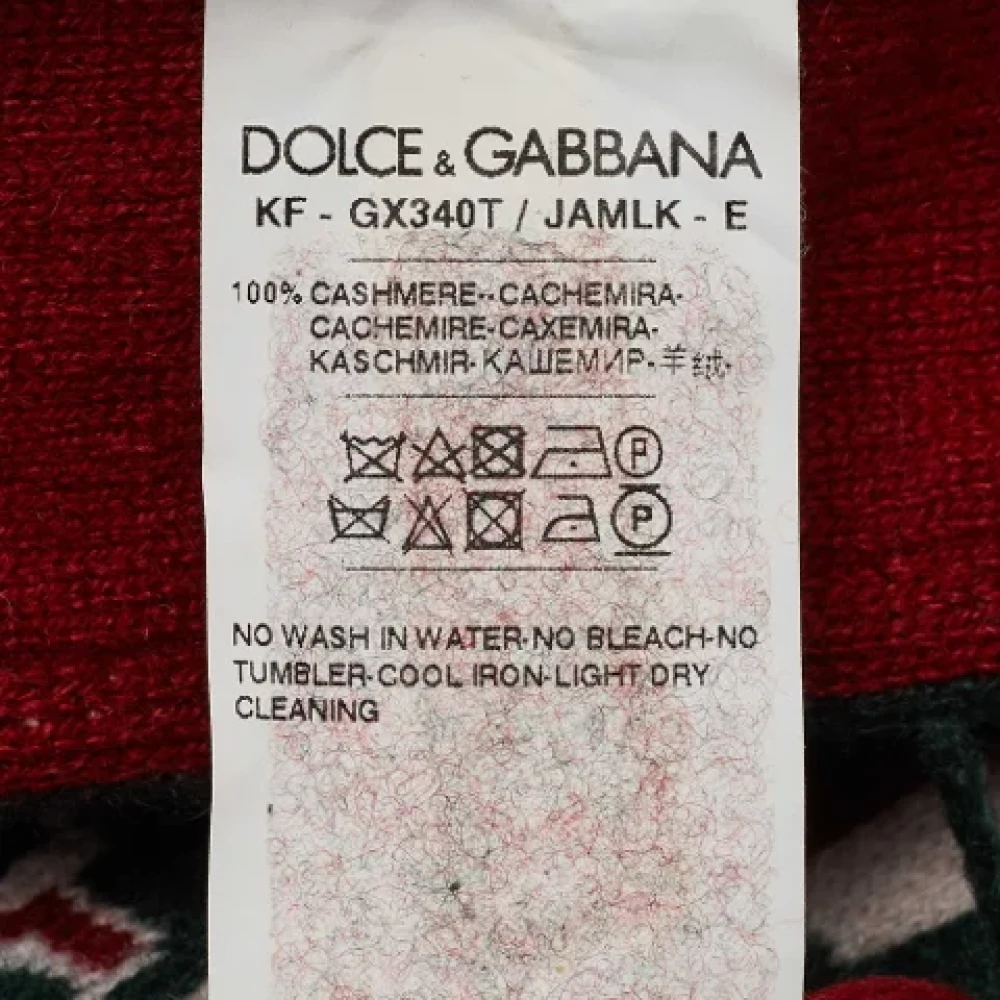 DOLCE & GABBANA
KF - GX340T / JAMLK - E
100% CASHMERE--CACHEMIRA-
CACHEMIRE-CAXEMIRA-
KASCHMIR-КАШЕМИР-羊绒-
P
P
NO WASH IN WATER-NO BLEACH-NO
TUMBLER-COOL IRON-LIGHT DRY
CLEANING